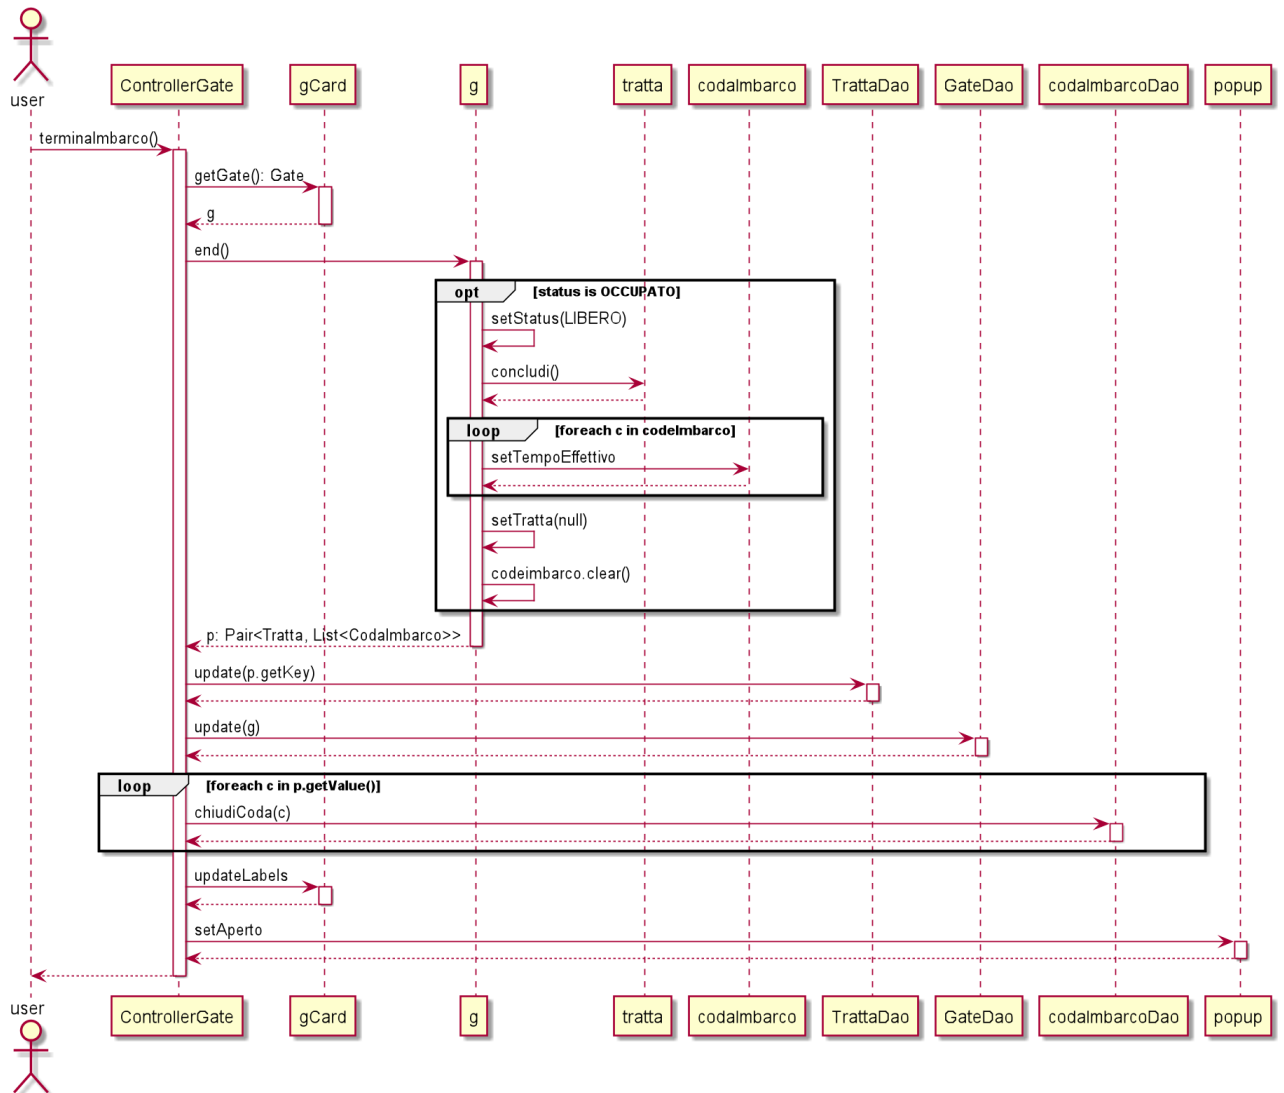 user
ControllerGate
gCard
g
tratta
codaImbarco
TrattaDao
GateDao
codaImbarcoDao
popup
terminaImbarco()
getGate(): Gate
g
end()
opt
[status is OCCUPATO]
setStatus(LIBERO)
concludi()
loop
[foreach c in codeImbarco]
setTempoEffettivo
setTratta(null)
codeimbarco.clear()
p: Pair<Tratta, List<CodaImbarco>>
update(p.getKey)
update(g)
loop
[foreach c in p.getValue()]
chiudiCoda(c)
updateLabels
setAperto
user
ControllerGate
gCard
g
tratta
codaImbarco
TrattaDao
GateDao
codaImbarcoDao
popup